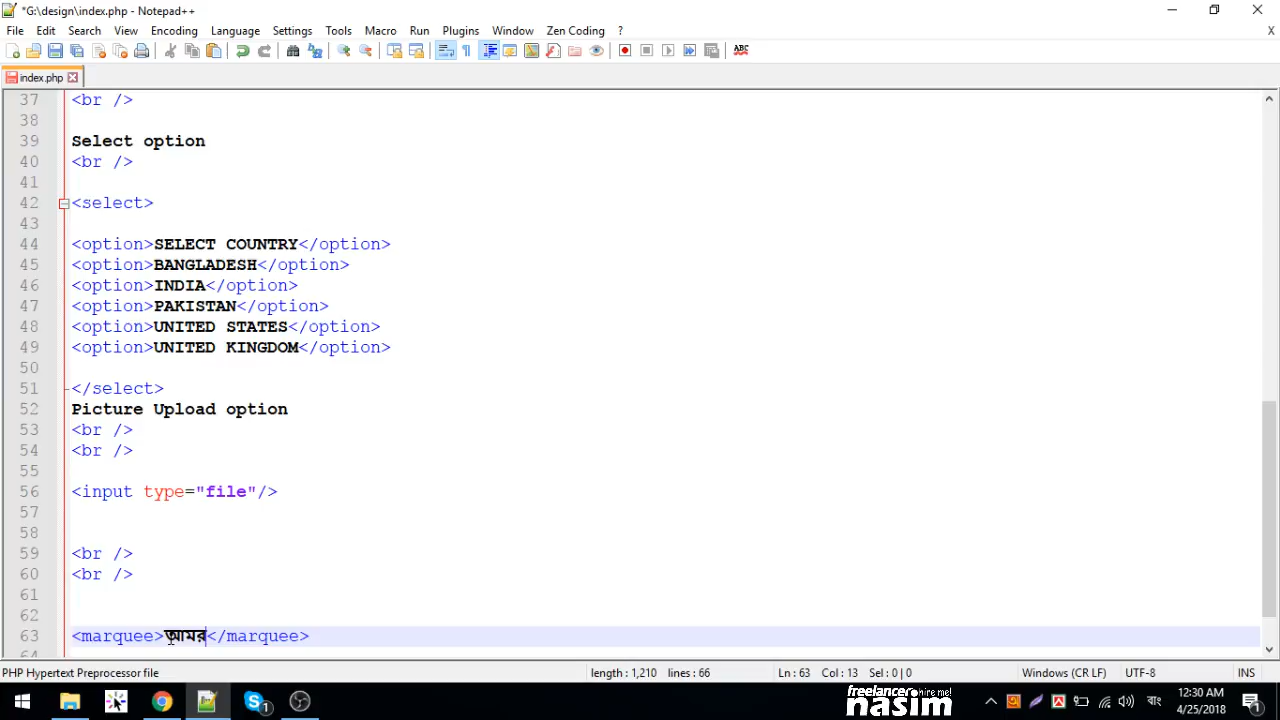 *G:\design\index.php - Notepad++
File Edit Search View Encoding Language Settings Tools Macro Run Plugins Window Zen Coding ? X
ABC
index.php
37 <br />
38
39 Select option
40 <br />
41
42 <select>
43
44 <option>SELECT COUNTRY</option>
45 <option>BANGLADESH</option>
46 <option>INDIA</option>
47 <option>PAKISTAN</option>
48 <option>UNITED STATES</option>
49 <option>UNITED KINGDOM</option>
50
51 </select>
52 Picture Upload option
53 <br />
54 <br />
55
56 <input type="file"/>
57
58
59 <br />
60 <br />
61
62
63 <marquee>আমর</marquee>
64
PHP Hypertext Preprocessor file length : 1,210 lines : 66 Ln : 63 Col : 13 Sel : 0 | 0 Windows (CR LF) UTF-8 INS
freelancer hire me!
nasim
বাং
12:30 AM
4/25/2018
1
1